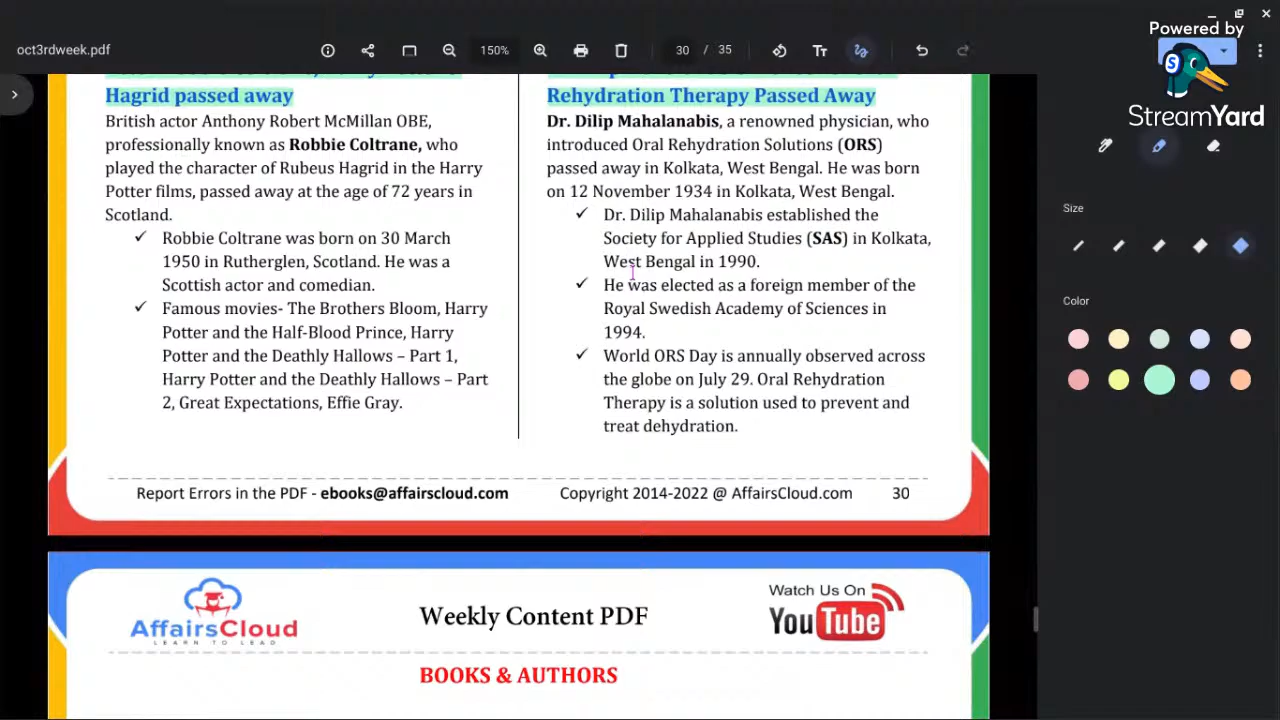 Powered by
StreamYard
oct3rdweek.pdf
150%
30 / 35
Size
Color
Hagrid passed away
British actor Anthony Robert McMillan OBE,
professionally known as Robbie Coltrane, who
played the character of Rubeus Hagrid in the Harry
Potter films, passed away at the age of 72 years in
Scotland.
✓ Robbie Coltrane was born on 30 March
1950 in Rutherglen, Scotland. He was a
Scottish actor and comedian.
✓ Famous movies- The Brothers Bloom, Harry
Potter and the Half-Blood Prince, Harry
Potter and the Deathly Hallows – Part 1,
Harry Potter and the Deathly Hallows – Part
2, Great Expectations, Effie Gray.
Rehydration Therapy Passed Away
Dr. Dilip Mahalanabis, a renowned physician, who
introduced Oral Rehydration Solutions (ORS)
passed away in Kolkata, West Bengal. He was born
on 12 November 1934 in Kolkata, West Bengal.
✓ Dr. Dilip Mahalanabis established the
Society for Applied Studies (SAS) in Kolkata,
West Bengal in 1990.
✓ He was elected as a foreign member of the
Royal Swedish Academy of Sciences in
1994.
✓ World ORS Day is annually observed across
the globe on July 29. Oral Rehydration
Therapy is a solution used to prevent and
treat dehydration.
Report Errors in the PDF - ebooks@affairscloud.com Copyright 2014-2022 @ AffairsCloud.com 30
AffairsCloud
LEARN TO LEAD
Weekly Content PDF
Watch Us On
YouTube
BOOKS & AUTHORS